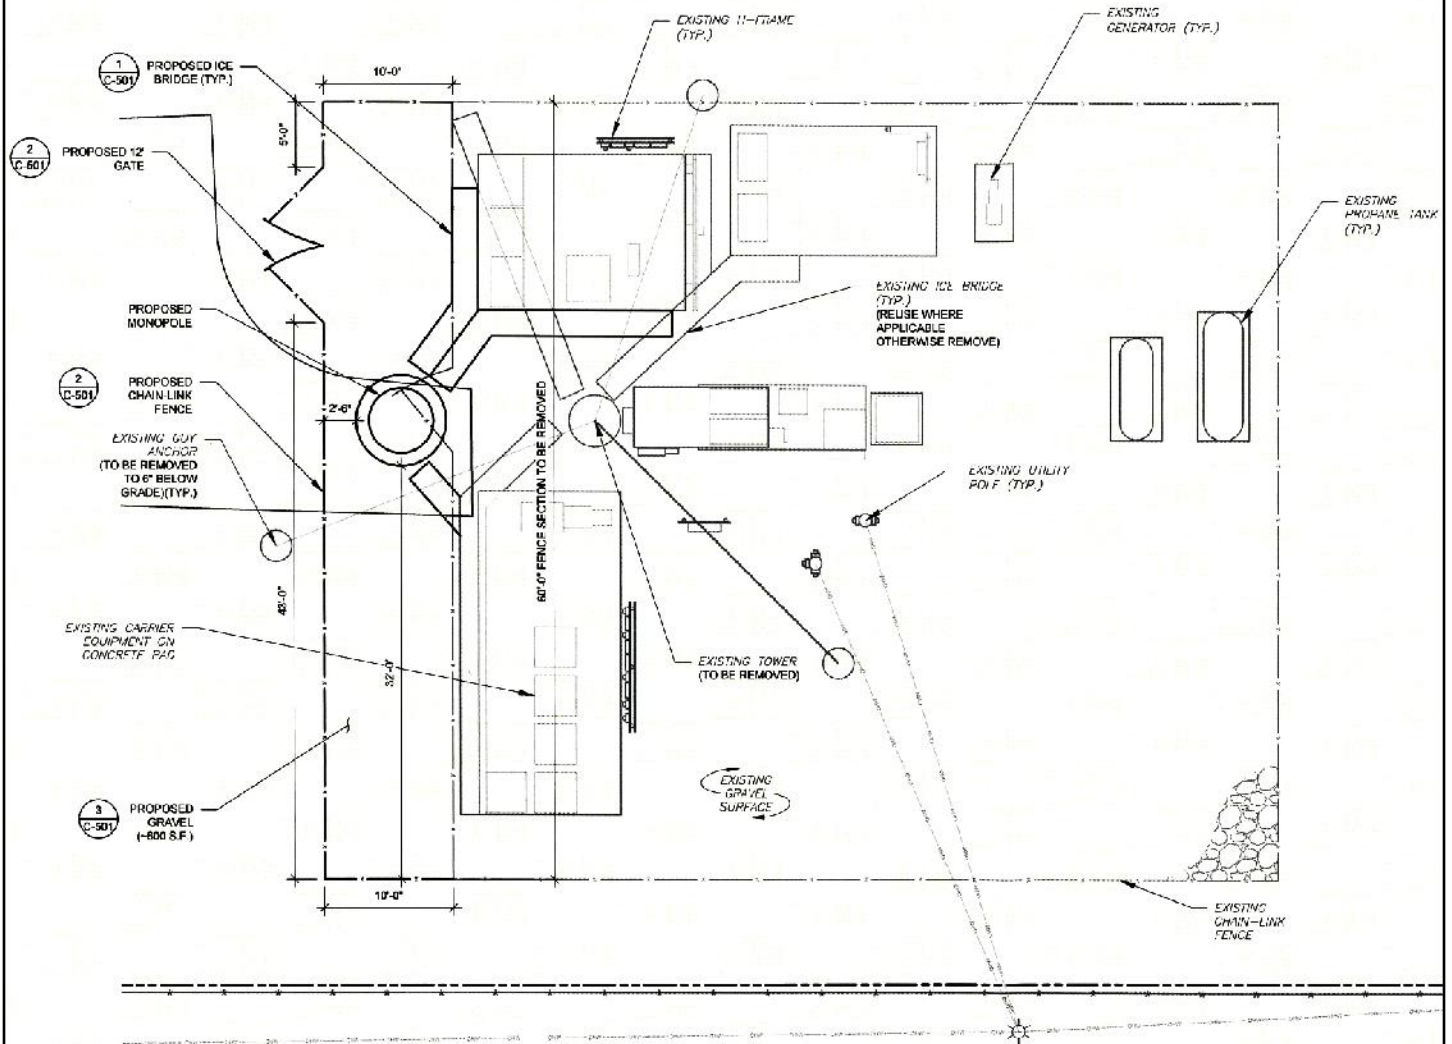 EXISTING H-FRAME
(TYP.)
EXISTING
GENERATOR (TYP.)
1
C-501
PROPOSED ICE
BRIDGE (TYP.)
10'-0"
5'-0"
2
C-501
PROPOSED 12'
GATE
EXISTING
PROPANE TANK
(TYP.)
EXISTING ICE BRIDGE
(TYP.)
(REUSE WHERE
APPLICABLE
OTHERWISE REMOVE)
PROPOSED
MONOPOLE
2
C-501
PROPOSED
CHAIN-LINK
FENCE
2'-6"
60'-0" FENCE SECTION TO BE REMOVED
EXISTING GUY
ANCHOR
(TO BE REMOVED
TO 6" BELOW
GRADE)(TYP.)
EXISTING UTILITY
POLE (TYP.)
43'-0"
32'-0"
EXISTING CARRIER
EQUIPMENT ON
CONCRETE PAD
EXISTING TOWER
(TO BE REMOVED)
3
C-501
PROPOSED
GRAVEL
(~600 S.F.)
EXISTING
GRAVEL
SURFACE
10'-0"
EXISTING
CHAIN-LINK
FENCE